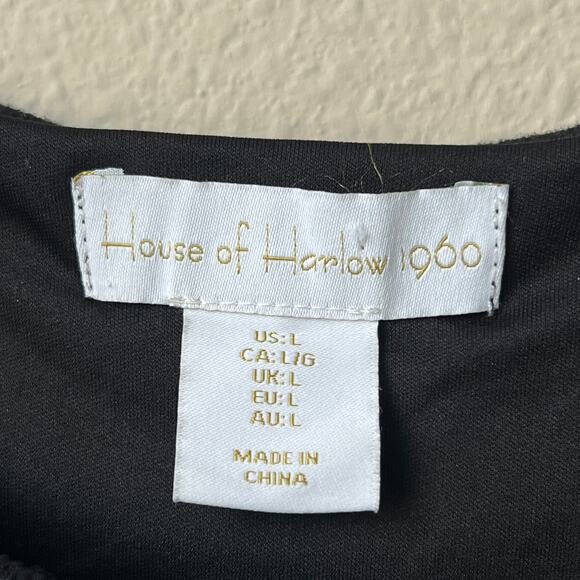 House of Harlow 1960
US: L
CA: L/G
UK: L
EU: L
AU: L
MADE IN
CHINA